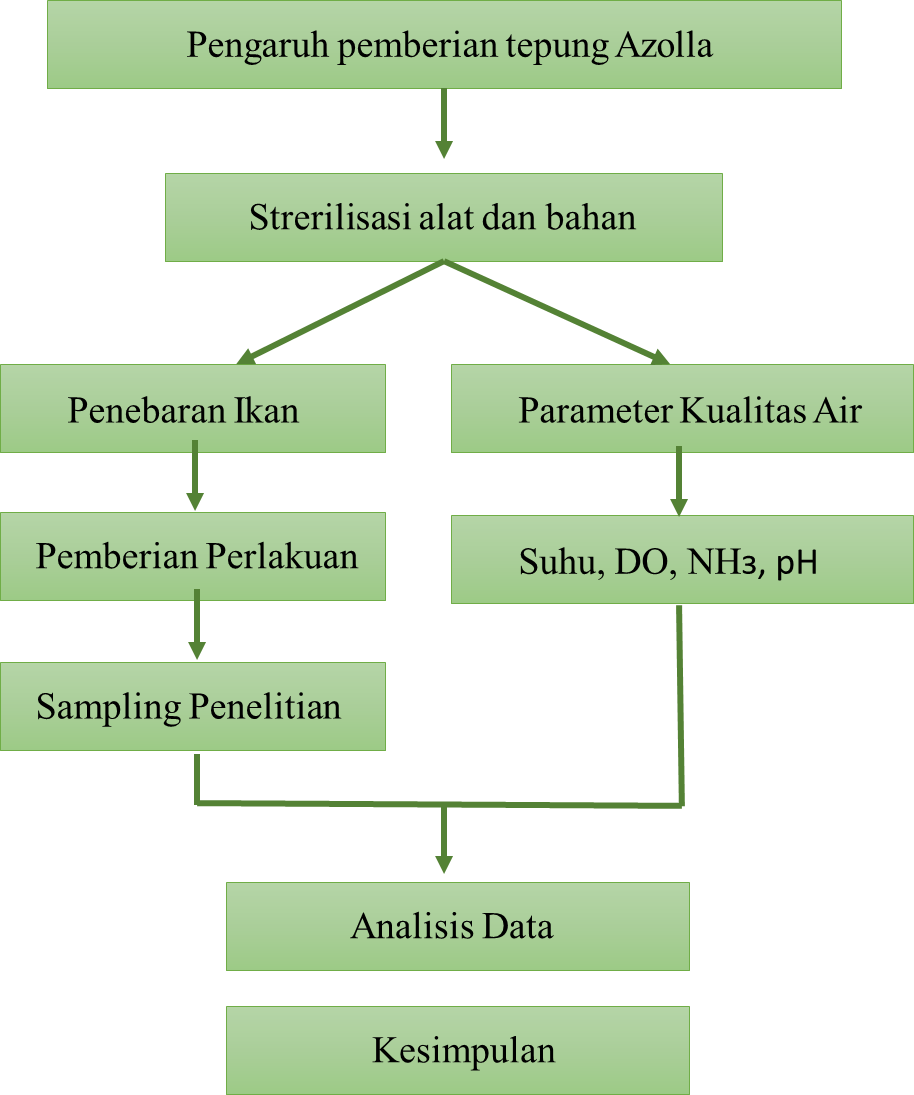 Pengaruh pemberian tepung Azolla
Strerilisasi alat dan bahan
Penebaran Ikan
Parameter Kualitas Air
Pemberian Perlakuan
Suhu, DO, NH₃, pH
Sampling Penelitian
Analisis Data
Kesimpulan